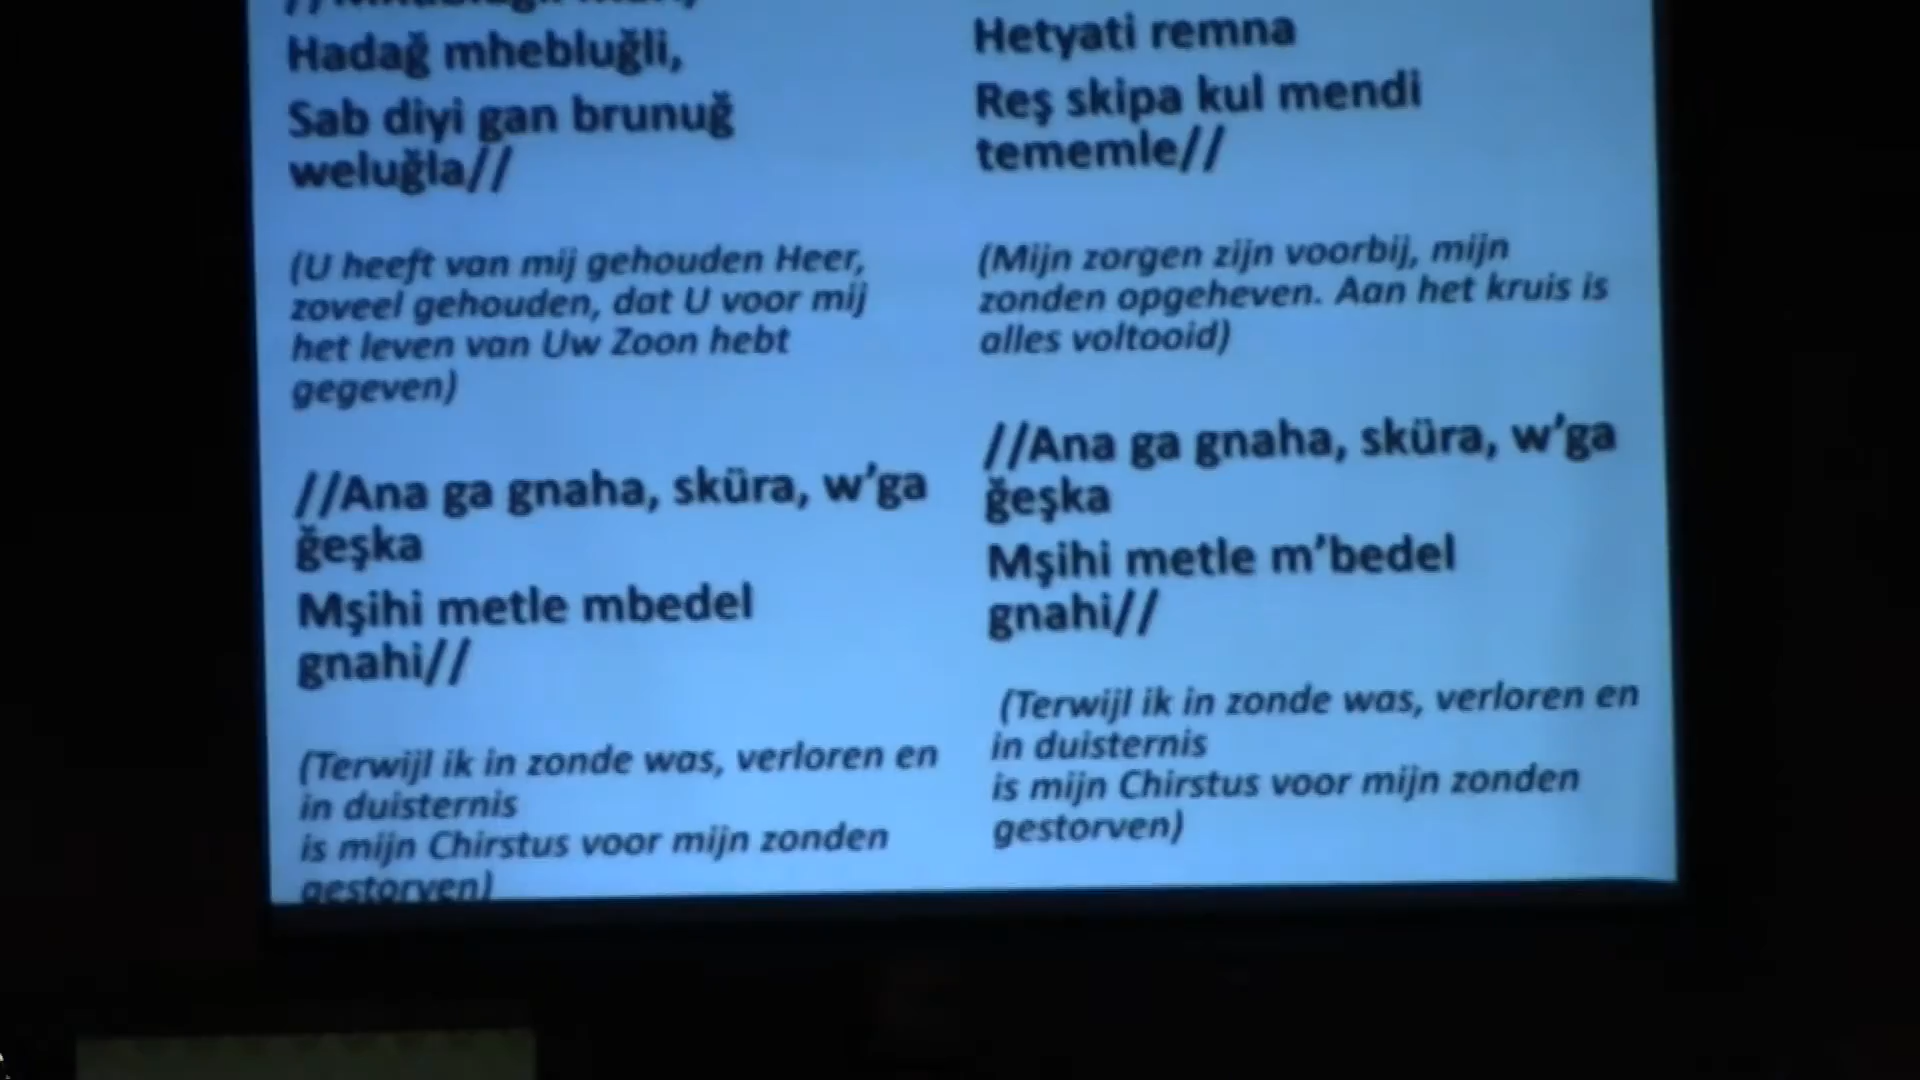 Hadağ mhebluğli,
Sab diyi gan brunuğ
weluğla//
(U heeft van mij gehouden Heer,
zoveel gehouden, dat U voor mij
het leven van Uw Zoon hebt
gegeven)
//Ana ga gnaha, sküra, w’ga
ğeşka
Mşihi metle mbedel
gnahi//
(Terwijl ik in zonde was, verloren en
in duisternis
is mijn Chirstus voor mijn zonden
gestorven)
Hetyati remna
Reş skipa kul mendi
tememle//
(Mijn zorgen zijn voorbij, mijn
zonden opgeheven. Aan het kruis is
alles voltooid)
//Ana ga gnaha, sküra, w’ga
ğeşka
Mşihi metle m’bedel
gnahi//
(Terwijl ik in zonde was, verloren en
in duisternis
is mijn Chirstus voor mijn zonden
gestorven)